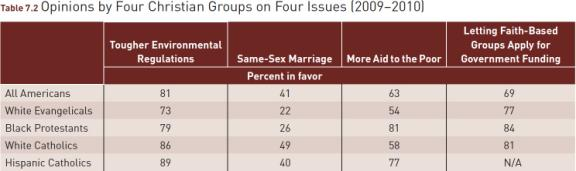 Table 7.2 Opinions by Four Christian Groups on Four Issues (2009–2010)
Tougher Environmental Regulations Same-Sex Marriage More Aid to the Poor Letting Faith-Based Groups Apply for Government Funding
Percent in favor
All Americans 81 41 63 69
White Evangelicals 73 22 54 77
Black Protestants 79 26 81 84
White Catholics 86 49 58 81
Hispanic Catholics 89 40 77 N/A